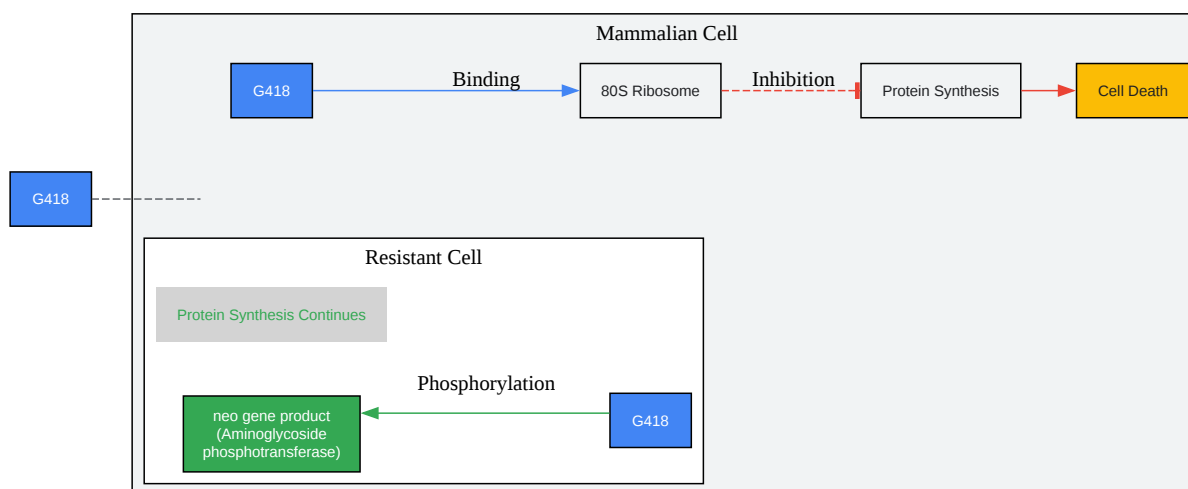 Mammalian Cell
G418
Binding
80S Ribosome
Inhibition
Protein Synthesis
Cell Death
G418
Resistant Cell
Protein Synthesis Continues
Phosphorylation
neo gene product
(Aminoglycoside
phosphotransferase)
G418